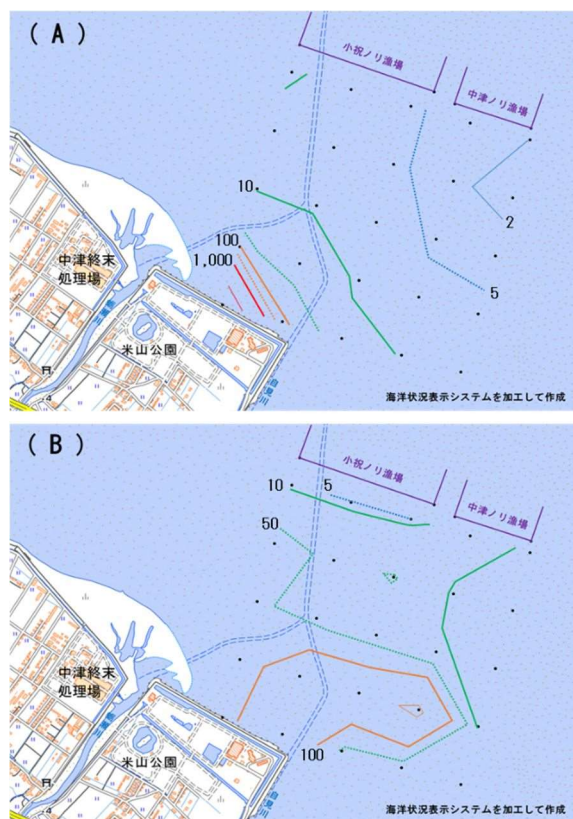 (A)
小祝ノリ漁場
中津ノリ漁場
10
100
1,000
2
5
中津終末
処理場
米山公園
海洋状況表示システムを加工して作成
(B)
小祝ノリ漁場
中津ノリ漁場
10
5
50
中津終末
処理場
米山公園
100
海洋状況表示システムを加工して作成